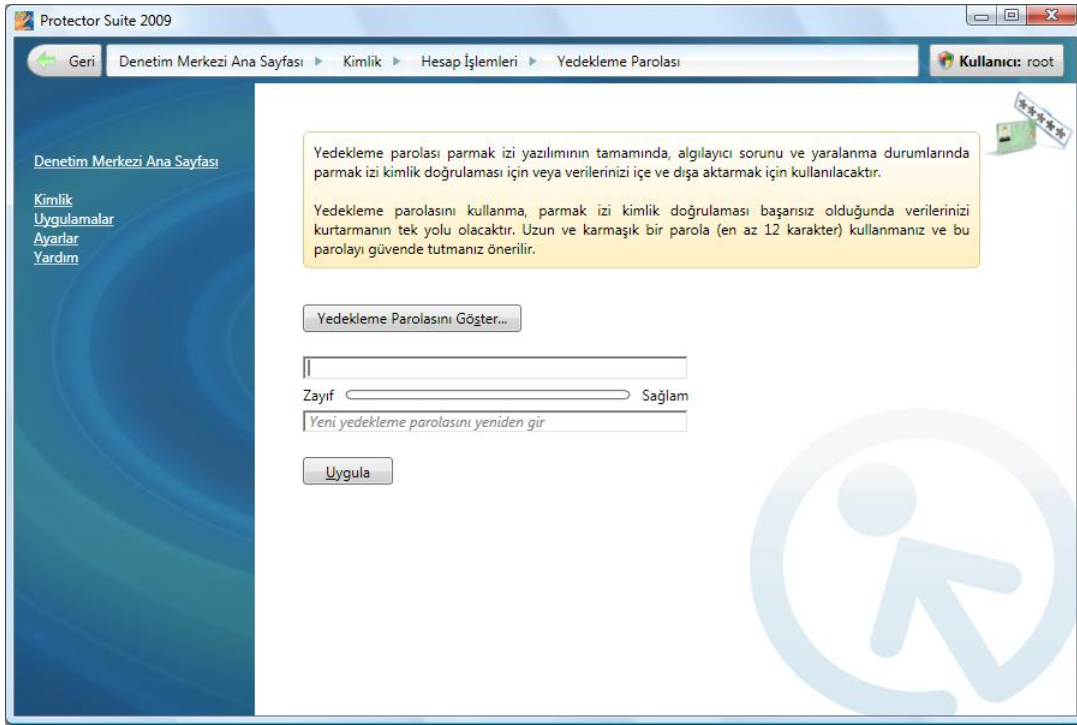 Protector Suite 2009
Geri Denetim Merkezi Ana Sayfası Kimlik Hesap İşlemleri Yedekleme Parolası Kullanıcı: root
Denetim Merkezi Ana Sayfası
Kimlik
Uygulamalar
Ayarlar
Yardım
Yedekleme parolası parmak izi yazılımının tamamında, algılayıcı sorunu ve yaralanma durumlarında
parmak izi kimlik doğrulaması için veya verilerinizi içe ve dışa aktarmak için kullanılacaktır.
Yedekleme parolasını kullanma, parmak izi kimlik doğrulaması başarısız olduğunda verilerinizi
kurtarmanın tek yolu olacaktır. Uzun ve karmaşık bir parola (en az 12 karakter) kullanmanız ve bu
parolayı güvende tutmanız önerilir.
Yedekleme Parolasını Göster...
Zayıf Sağlam
Yeni yedekleme parolasını yeniden gir
Uygula